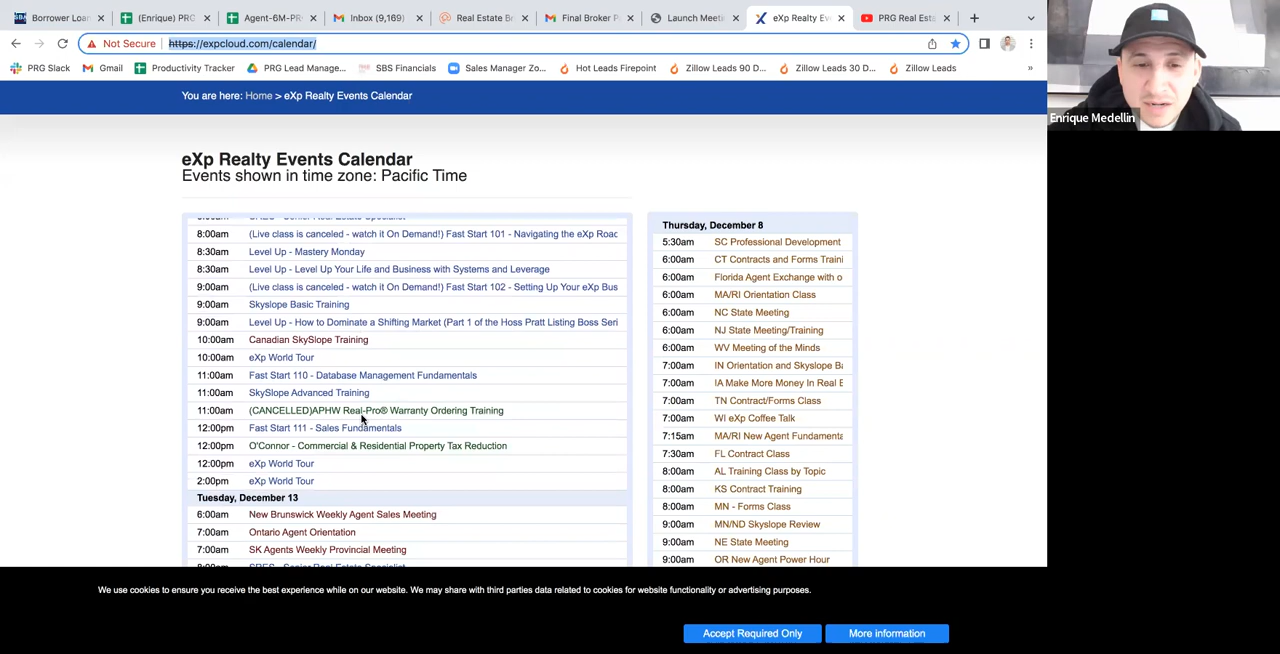 Borrower Loan
(Enrique) PRG
Agent-6M-PR
Inbox (9,169)
Real Estate Br
Final Broker P
Launch Meeti
eXp Realty Eve
PRG Real Esta
Not Secure
https://expcloud.com/calendar/
PRG Slack
Gmail
Productivity Tracker
PRG Lead Manage...
SBS Financials
Sales Manager Zo...
Hot Leads Firepoint
Zillow Leads 90 D...
Zillow Leads 30 D...
Zillow Leads
»
You are here: Home > eXp Realty Events Calendar
Enrique Medellin
eXp Realty Events Calendar
Events shown in time zone: Pacific Time
8:00am (Live class is canceled - watch it On Demand!) Fast Start 101 - Navigating the eXp Road
8:30am Level Up - Mastery Monday
8:30am Level Up - Level Up Your Life and Business with Systems and Leverage
9:00am (Live class is canceled - watch it On Demand!) Fast Start 102 - Setting Up Your eXp Bus
9:00am Skyslope Basic Training
9:00am Level Up - How to Dominate a Shifting Market (Part 1 of the Hoss Pratt Listing Boss Seri
10:00am Canadian SkySlope Training
10:00am eXp World Tour
11:00am Fast Start 110 - Database Management Fundamentals
11:00am SkySlope Advanced Training
11:00am (CANCELLED)APHW Real-Pro® Warranty Ordering Training
12:00pm Fast Start 111 - Sales Fundamentals
12:00pm O'Connor - Commercial & Residential Property Tax Reduction
12:00pm eXp World Tour
2:00pm eXp World Tour
Tuesday, December 13
6:00am New Brunswick Weekly Agent Sales Meeting
7:00am Ontario Agent Orientation
7:00am SK Agents Weekly Provincial Meeting
8:00am SRES - Senior Real Estate Specialist
Thursday, December 8
5:30am SC Professional Development
6:00am CT Contracts and Forms Traini
6:00am Florida Agent Exchange with o
6:00am MA/RI Orientation Class
6:00am NC State Meeting
6:00am NJ State Meeting/Training
6:00am WV Meeting of the Minds
7:00am IN Orientation and Skyslope Ba
7:00am IA Make More Money In Real E
7:00am TN Contract/Forms Class
7:00am WI eXp Coffee Talk
7:15am MA/RI New Agent Fundamenta
7:30am FL Contract Class
8:00am AL Training Class by Topic
8:00am KS Contract Training
8:00am MN - Forms Class
9:00am MN/ND Skyslope Review
9:00am NE State Meeting
9:00am OR New Agent Power Hour
We use cookies to ensure you receive the best experience while on our website. We may share with third parties data related to cookies for website functionality or advertising purposes.
Accept Required Only
More information